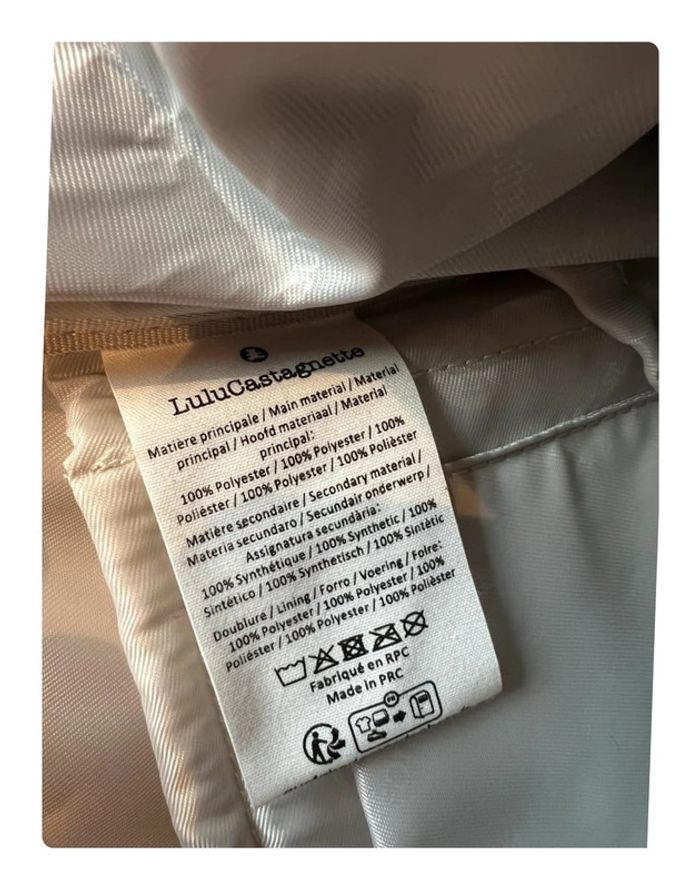 LuluCastagnette
Matière principale / Main material / Material
principal / Hoofd materiaal / Material
principal:
100% Polyester / 100% Polyester / 100%
Poliéster / 100% Polyester / 100% Polièster
Matière secondaire / Secondary material /
Materia secundaro / Secundair onderwerp /
Assignatura secundària:
100% Synthétique / 100% Synthetic / 100%
Sintético / 100% Synthetisch / 100% Sintètic
Doublure / Lining / Forro / Voering / Folre:
100% Polyester / 100% Polyester / 100%
Poliéster / 100% Polyester / 100% Polièster
Fabriqué en RPC
Made in PRC
FR